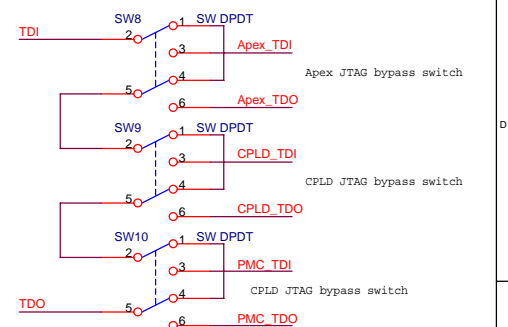 SW8 1 SW DPDT
TDI 2
3 Apex_TDI
4 Apex JTAG bypass switch
5
6 Apex_TDO
D
SW9 1 SW DPDT
2
3 CPLD_TDI
4 CPLD JTAG bypass switch
5
6 CPLD_TDO
SW10 1 SW DPDT
2
3 PMC_TDI
4 CPLD JTAG bypass switch
TDO 5
6 PMC_TDO